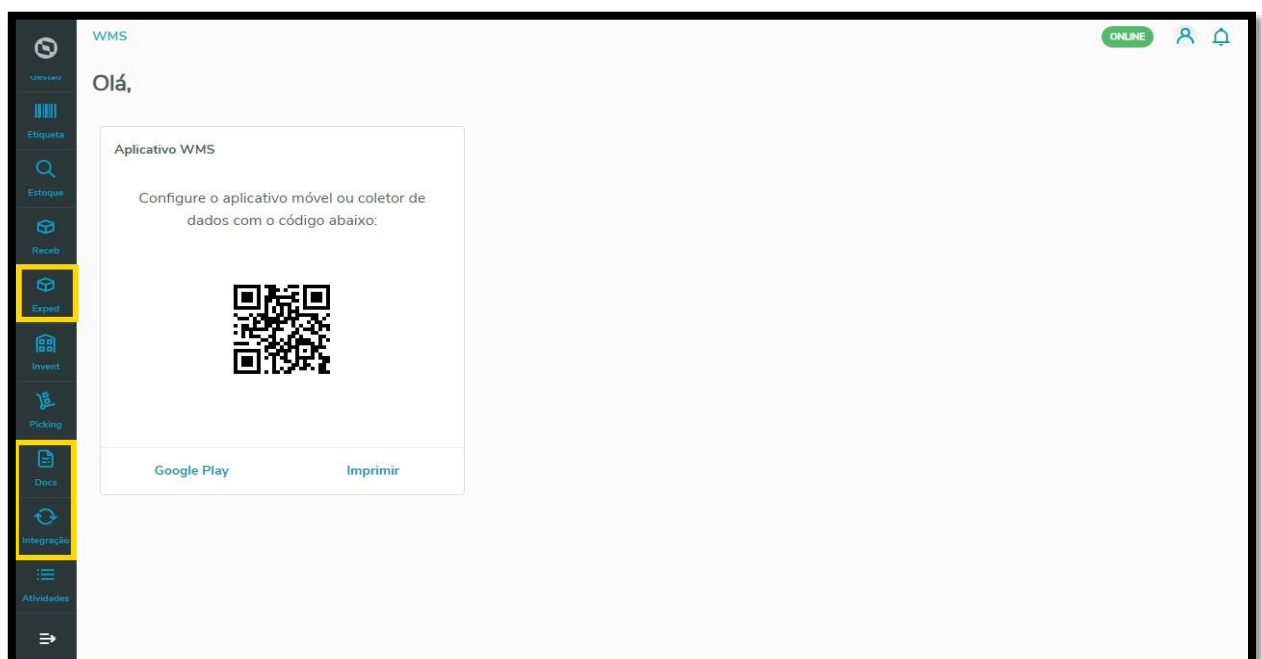 WMS
ONLINE
Olá,
Gestão
Etiqueta
Estoque
Receb
Exped
Invent
Picking
Docs
Integração
Atividades
Aplicativo WMS
Configure o aplicativo móvel ou coletor de
dados com o código abaixo:
Google Play
Imprimir